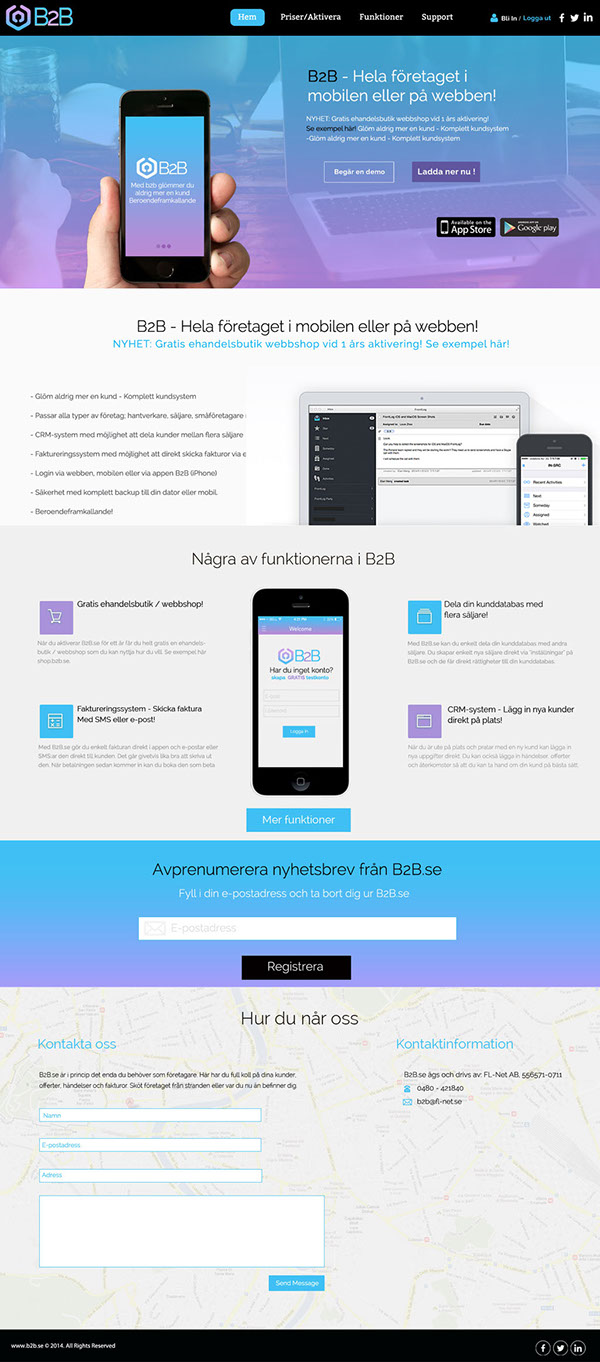 B2B
Hem
Priser/Aktivera
Funktioner
Support
Bli In / Logga ut
B2B - Hela företaget i
mobilen eller på webben!
NYHET: Gratis ehandelsbutik webbshop vid 1 års aktivering!
Se exempel här! Glöm aldrig mer en kund - Komplett kundsystem
-Glöm aldrig mer en kund - Komplett kundsystem
B2B
Med b2b glömmer du
aldrig mer en kund
Beroendeframkallande
Begär en demo
Ladda ner nu !
Available on the
App Store
Google play
B2B - Hela företaget i mobilen eller på webben!
NYHET: Gratis ehandelsbutik webbshop vid 1 års aktivering! Se exempel här!
- Glöm aldrig mer en kund - Komplett kundsystem
- Passar alla typer av företag; hantverkare, säljare, småföretagare
- CRM-system med möjlighet att dela kunder mellan flera säljare
- Faktureringssystem med möjlighet att direkt skicka fakturor via e
- Login via webben, mobilen eller via appen B2B (iPhone)
- Säkerhet med komplett backup till din dator eller mobil.
- Beroendeframkallande!
IN-SRC
Recent Activities
Next
Someday
Assigned
Några av funktionerna i B2B
Gratis ehandelsbutik / webbshop!
När du aktiverar B2B.se för ett år får du helt gratis en ehandels-
butik / webbshop som du kan nyttja hur du vill. Se exempel här
shop.b2b.se.
Faktureringssystem - Skicka faktura
Med SMS eller e-post!
Med B2B.se gör du enkelt fakturan direkt i appen och e-postar eller
SMS:ar den direkt till kunden. Det går givetvis lika bra att skriva ut
den. När betalningen sedan kommer in kan du boka den som beta
Welcome
B2B
Har du inget konto?
skapa GRATIS testkonto
E-post
Lösenord
Logga in
Dela din kunddatabas med
flera säljare!
Med B2B.se kan du enkelt dela din kunddatabas med andra
säljare. Du skapar enkelt nya säljare direkt via "inställningar" på
B2B.se och de får direkt rättigheter till din kunddatabas.
CRM-system - Lägg in nya kunder
direkt på plats!
När du är ute på plats och pratar med en ny kund kan lägga in
nya uppgifter direkt. Du kan också lägga in händelser, offerter
och återkomster så att du kan ta hand om din kund på bästa sätt.
Mer funktioner
Avprenumerera nyhetsbrev från B2B.se
Fyll i din e-postadress och ta bort dig ur B2B.se
E-postadress
Registrera
Hur du når oss
Kontakta oss
B2B.se är i princip det enda du behöver som företagare. Här har du full koll på dina kunder,
offerter, händelser och fakturor. Sköt företaget från stranden eller var du nu än befinner dig.
Namn
E-postadress
Adress
Send Message
Kontaktinformation
B2B.se ägs och drivs av: FL-Net AB, 556571-0711
0480 - 421840
b2b@fl-net.se
www.b2b.se © 2014. All Rights Reserved